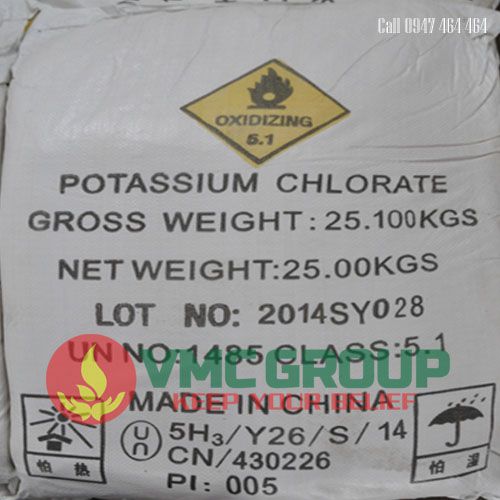 Call 0947 464 464
OXIDIZING
5.1
POTASSIUM CHLORATE
GROSS WEIGHT: 25.100KGS
NET WEIGHT:25.00KGS
LOT NO: 2014SY028
UN NO:1485 CLASS:5.1
VMC GROUP
MADE IN CHINA
KEEP YOUR BELIEF
un 5H3/Y26/S/14
CN/430226
PI: 005
怕热
怕湿